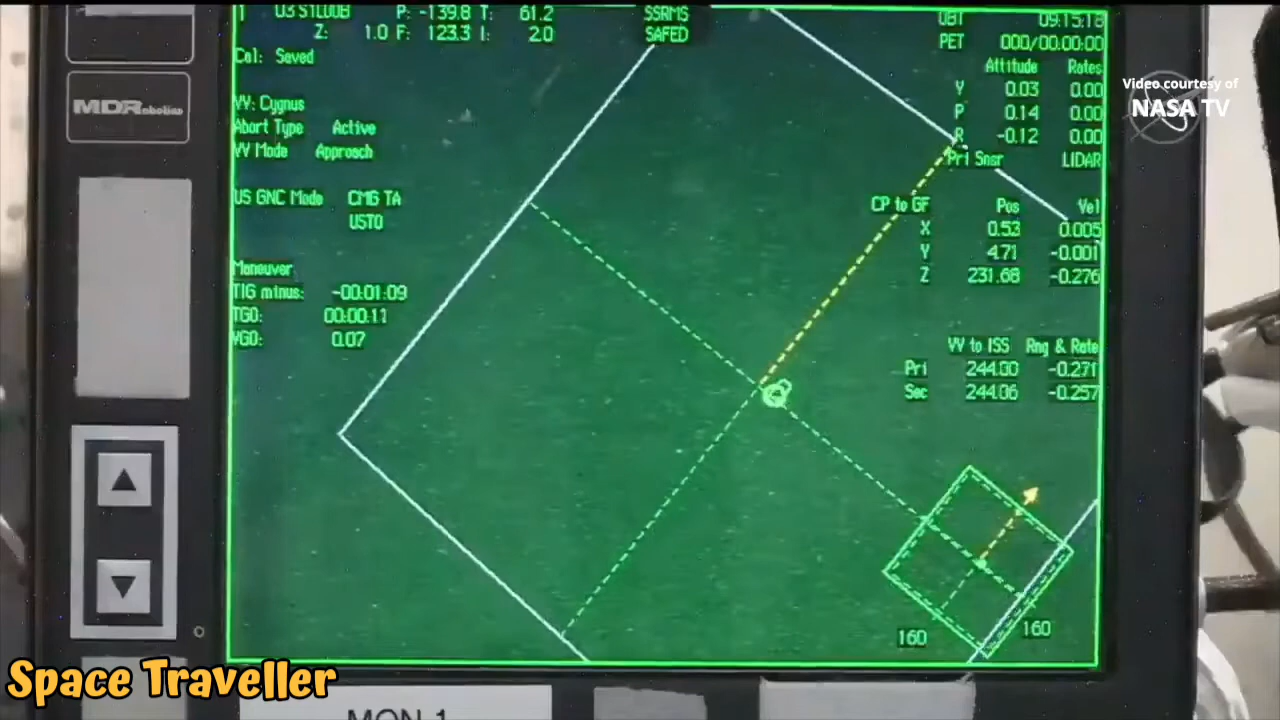 03 S1LOOB P: -139.8 T: 61.2
Z: 1.0 F: 123.3 I: 2.0
SSRMS
SAFED
GMT 09:15:18
PET 000/00:00:00
Cal: Saved
VV: Cygnus
Abort Type Active
VV Mode Approach
US GNC Mode CMG TA
USTO
Maneuver
TIG minus: -00:01:09
TGO: 00:00:11
VGO: 0.07
Attitude Rates
Y 0.03 0.00
P 0.14 0.00
R -0.12 0.00
Pri Snsr LIDAR
CP to GF Pos Vel
X 0.53 0.005
Y 4.71 -0.001
Z 231.68 -0.276
VV to ISS Rng & Rate
Pri 244.00 -0.271
Sec 244.06 -0.257
160
160
MDRobotics
Video courtesy of
NASA TV
Space Traveller
MON 1